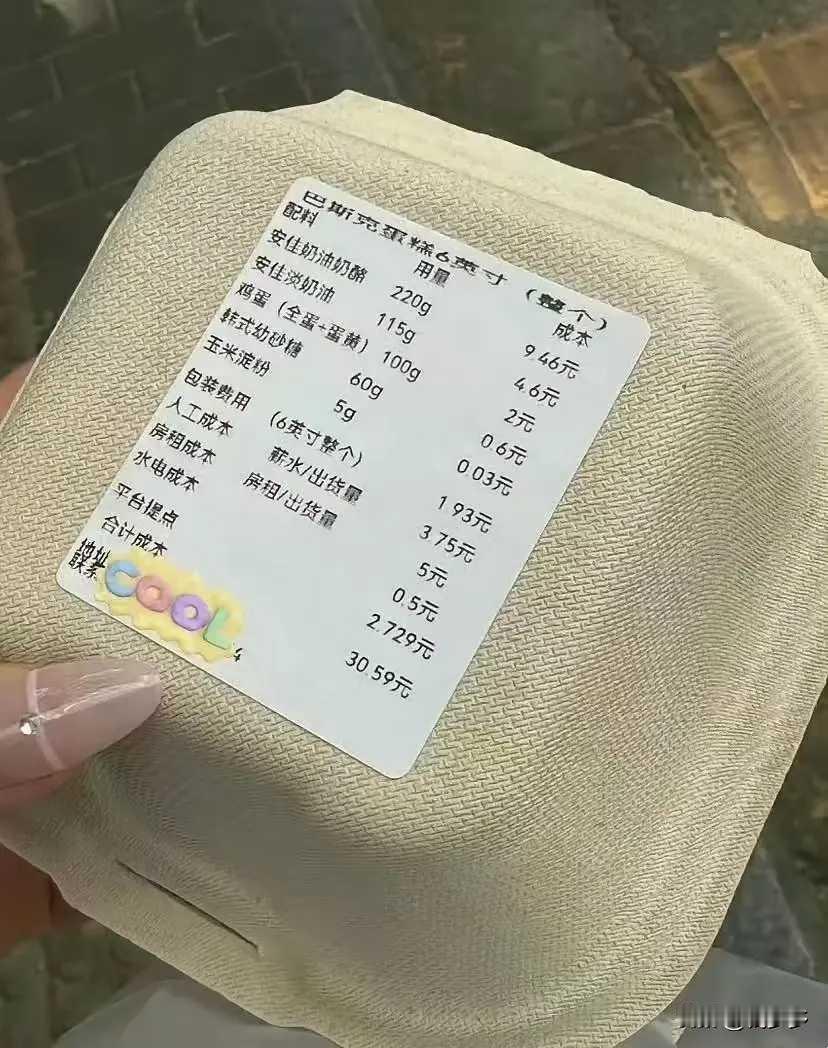 巴斯克蛋糕6英寸（整个）
配料 用量 成本
安佳奶油奶酪 220g 9.46元
安佳淡奶油 115g 4.6元
鸡蛋（全蛋+蛋黄） 100g 2元
韩式幼砂糖 60g 0.6元
玉米淀粉 5g 0.03元
包装费用 (6英寸整个) 1.93元
人工成本 薪水/出货量 3.75元
房租成本 房租/出货量 5元
水电成本 0.5元
平台提点 2.729元
合计成本 30.59元
地址
联系
COOL